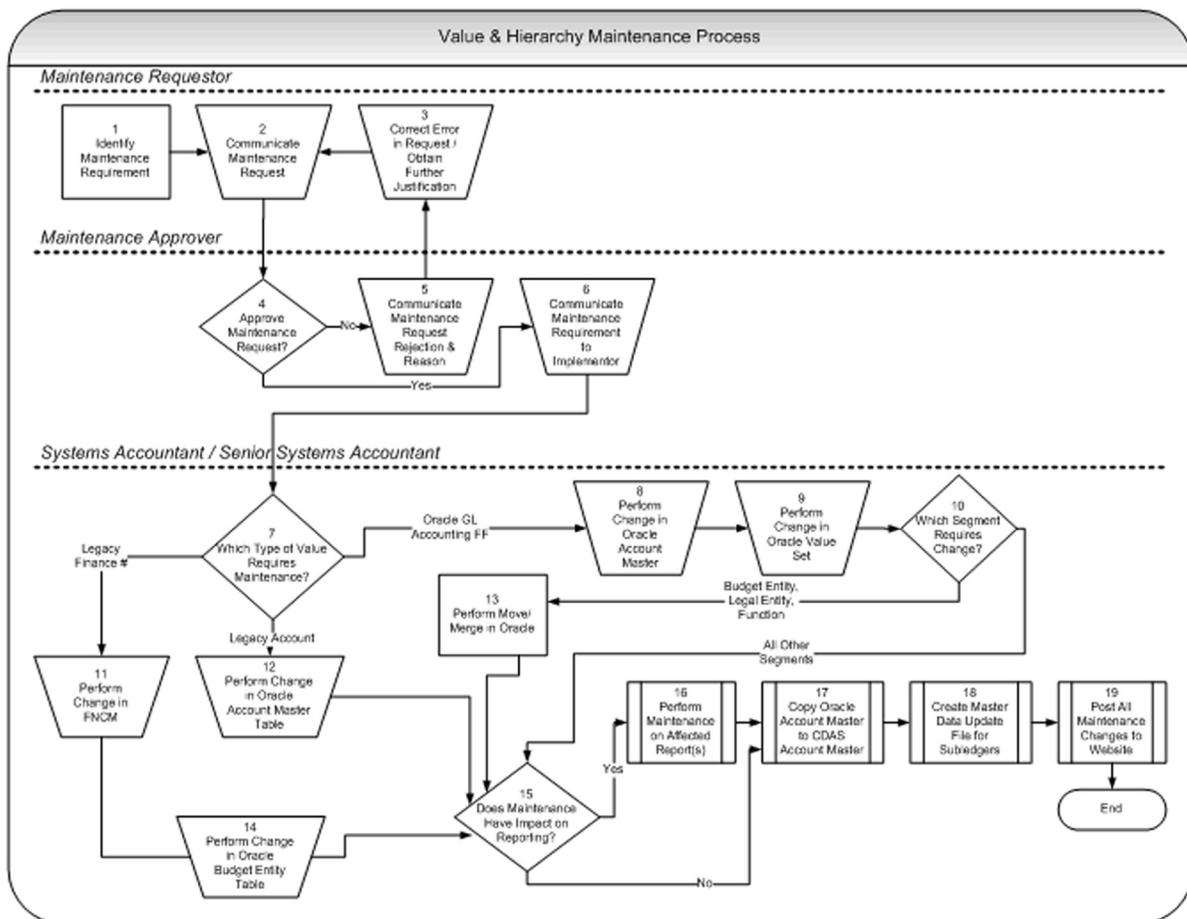 Value & Hierarchy Maintenance Process
Maintenance Requestor
1
Identify
Maintenance
Requirement
2
Communicate
Maintenance
Request
3
Correct Error
in Request /
Obtain
Further
Justification
Maintenance Approver
4
Approve
Maintenance
Request?
No
5
Communicate
Maintenance
Request
Rejection &
Reason
6
Communicate
Maintenance
Requirement
to
Implementor
Yes
Systems Accountant / Senior Systems Accountant
7
Which Type of Value
Requires
Maintenance?
Oracle GL
Accounting FF
8
Perform
Change in
Oracle
Account
Master
9
Perform
Change in
Oracle Value
Set
10
Which Segment
Requires
Change?
Legacy
Finance #
Legacy Account
Budget Entity,
Legal Entity,
Function
13
Perform Move/
Merge in Oracle
All Other
Segments
11
Perform
Change in
FNCM
12
Perform Change
in Oracle
Account Master
Table
16
Perform
Maintenance
on Affected
Report(s)
17
Copy Oracle
Account Master
to CDAS
Account Master
18
Create Master
Data Update
File for
Subledgers
19
Post All
Maintenance
Changes to
Website
Yes
15
Does Maintenance
Have Impact on
Reporting?
End
14
Perform Change
in Oracle
Budget Entity
Table
No